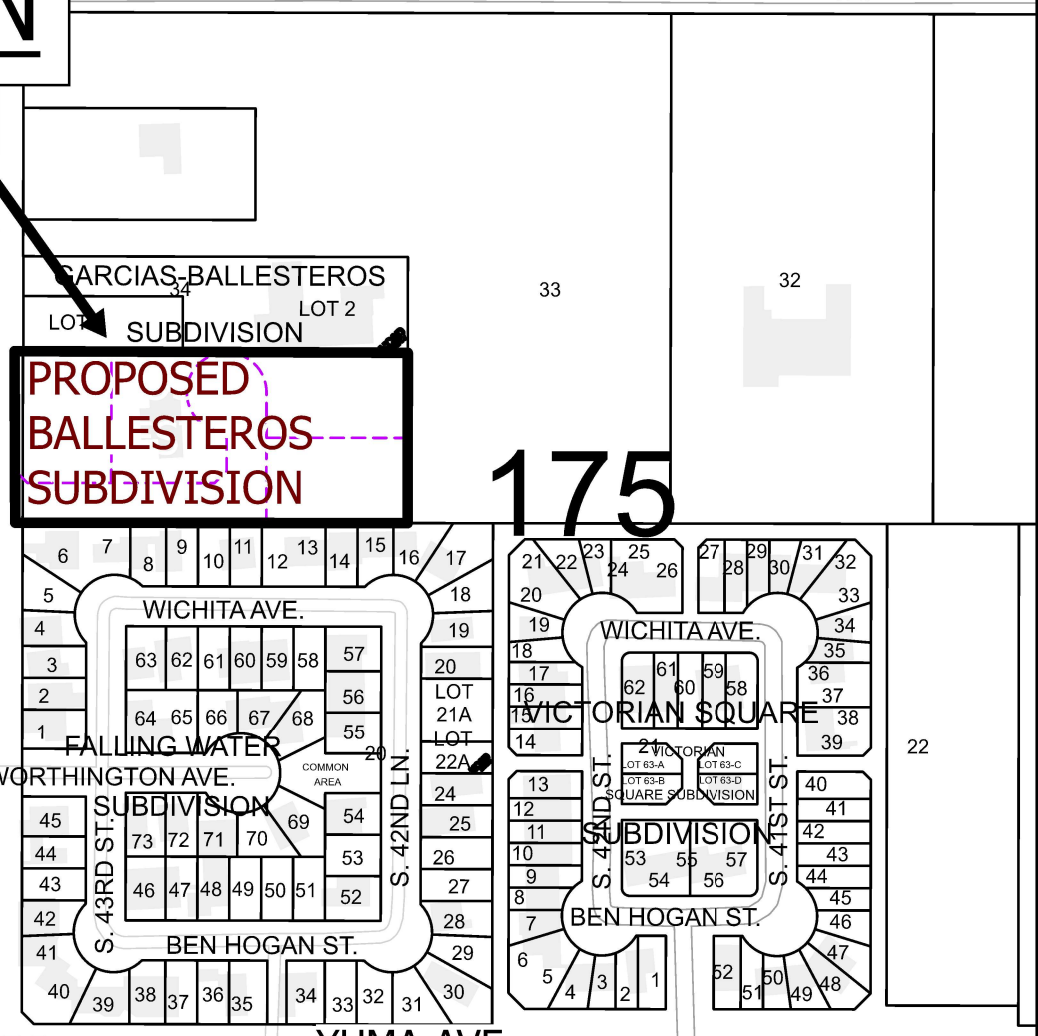 N
GARCIAS-BALLESTEROS
34
LOT 2
LOT
SUBDIVISION
33
32
PROPOSED
BALLESTEROS
SUBDIVISION
175
6 7 8 9 10 11 12 13 14 15 16 17
5
4
3
2
1
18
19
20
LOT
21A
LOT
22A
24
25
26
27
28
29
30
WICHITA AVE.
63 62 61 60 59 58 57
56
55
64 65 66 67 68
FALLING WATER
20
WORTHINGTON AVE.
SUBDIVISION
COMMON
AREA
45
44
43
42
41
40
73 72 71 70 69
54
53
52
46 47 48 49 50 51
S. 43RD ST.
S. 42ND LN.
BEN HOGAN ST.
39 38 37 36 35 34 33 32 31
YUMA AVE
21 22 23 24 25 26 27 28 29 30 31 32
20
19
18
17
16
15
14
13
12
11
10
9
8
7
6
5 4 3 2 1
33
34
35
36
37
38
39
40
41
42
43
44
45
46
47
48
52 51 50 49
WICHITA AVE.
62 61 60 59 58
VICTORIAN SQUARE
21
VICTORIAN
LOT 63-A LOT 63-C
LOT 63-B LOT 63-D
SQUARE SUBDIVISION
SUBDIVISION
53 54 55 56 57
S. 42ND ST.
S. 41ST ST.
BEN HOGAN ST.
22